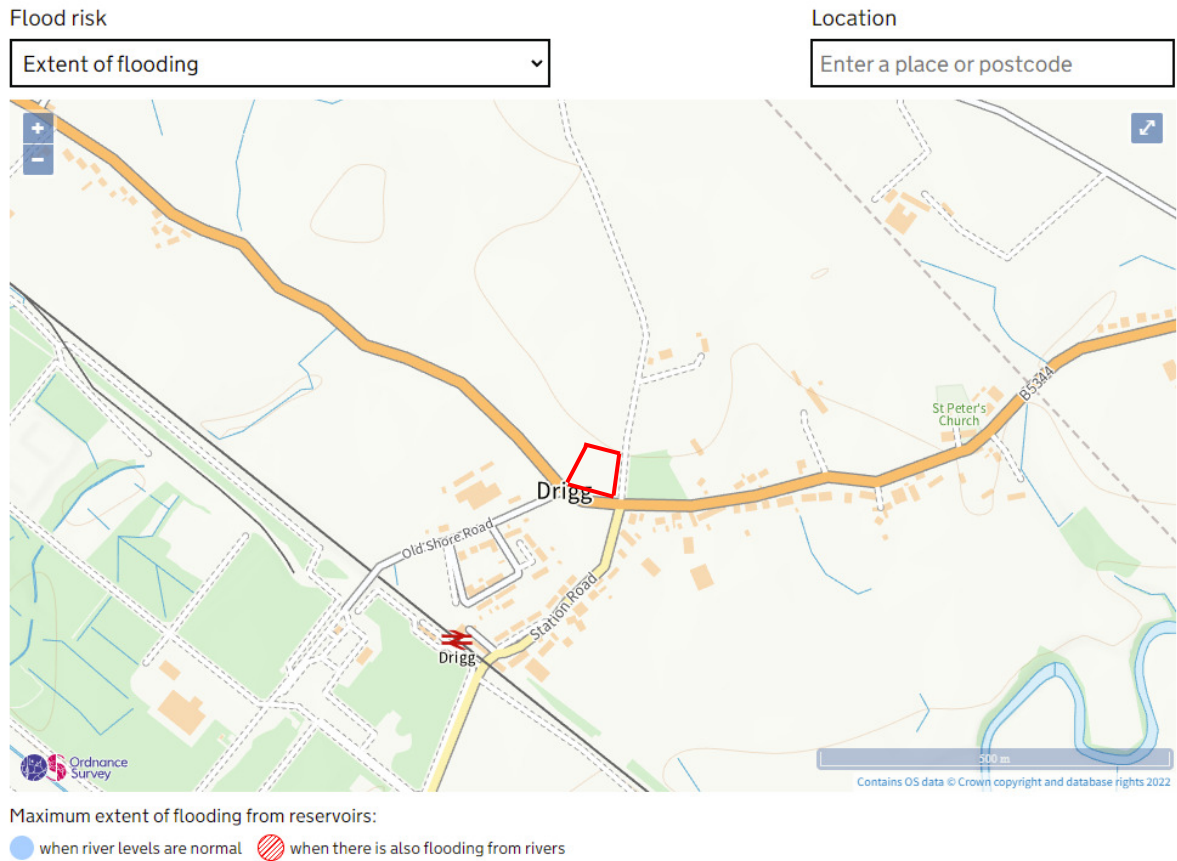 Flood risk
Location
Extent of flooding
Enter a place or postcode
+
−
B5344
St Peter's
Church
Drigg
Old Shore Road
Station Road
Drigg
Ordnance
Survey
500 m
Contains OS data © Crown copyright and database rights 2022
Maximum extent of flooding from reservoirs:
when river levels are normal
when there is also flooding from rivers